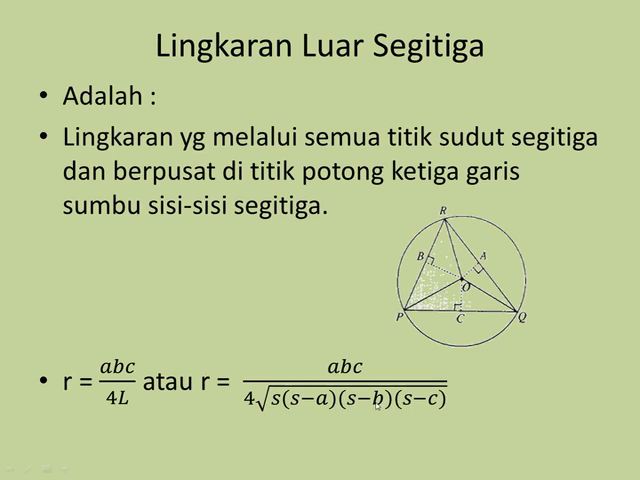 Lingkaran Luar Segitiga
• Adalah :
• Lingkaran yg melalui semua titik sudut segitiga
dan berpusat di titik potong ketiga garis
sumbu sisi-sisi segitiga.
R
B A
O
P C Q
• r = abc/4L atau r = abc/4√s(s−a)(s−b)(s−c)